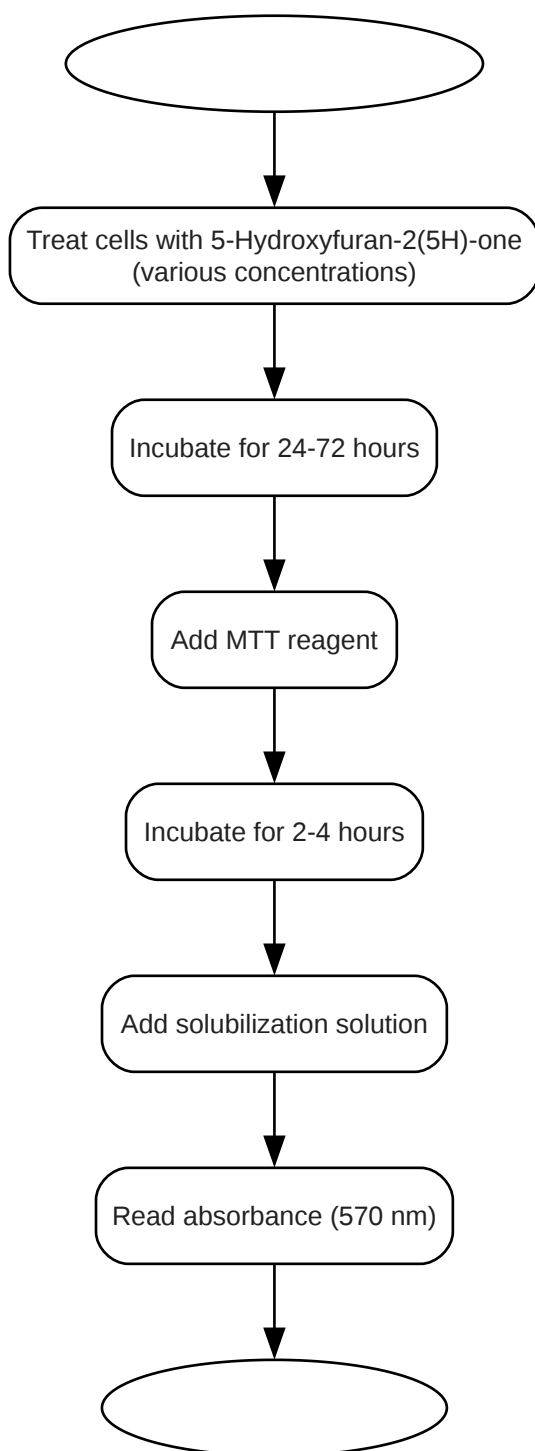 Treat cells with 5-Hydroxyfuran-2(5H)-one
(various concentrations)
Incubate for 24-72 hours
Add MTT reagent
Incubate for 2-4 hours
Add solubilization solution
Read absorbance (570 nm)